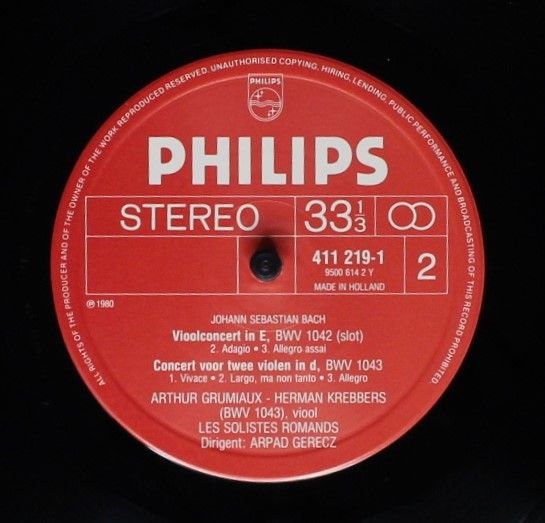 ALL RIGHTS OF THE PRODUCER AND OF THE OWNER OF THE WORK REPRODUCED RESERVED. UNAUTHORISED COPYING, HIRING, LENDING, PUBLIC PERFORMANCE AND BROADCASTING OF THIS RECORD PROHIBITED.
PHILIPS
PHILIPS
STEREO 33 1/3
411 219-1
9500 614 2 Y
MADE IN HOLLAND
2
℗ 1980
JOHANN SEBASTIAN BACH
Vioolconcert in E, BWV 1042 (slot)
2. Adagio • 3. Allegro assai
Concert voor twee violen in d, BWV 1043
1. Vivace • 2. Largo, ma non tanto • 3. Allegro
ARTHUR GRUMIAUX - HERMAN KREBBERS
(BWV 1043), viool
LES SOLISTES ROMANDS
Dirigent: ARPAD GERECZ